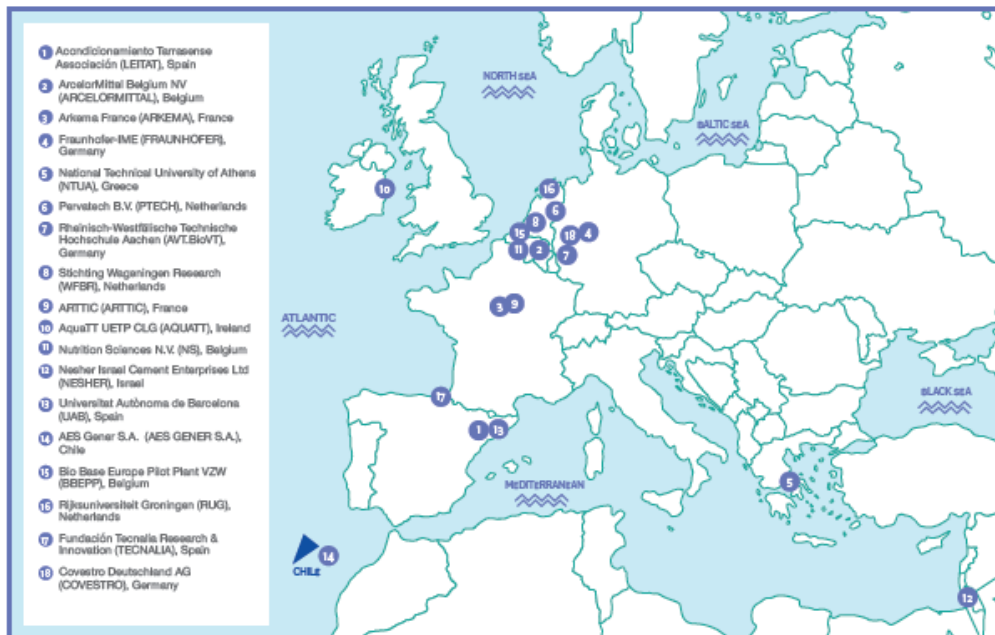 1 Acondicionamiento Tarrasense
Associación (LEITAT), Spain
2 ArcelorMittal Belgium NV
(ARCELORMITTAL), Belgium
3 Arkema France (ARKEMA), France
4 Fraunhofer-IME (FRAUNHOFER),
Germany
5 National Technical University of Athens
(NTUA), Greece
6 Pervatech B.V. (PTECH), Netherlands
7 Rheinisch-Westfälische Technische
Hochschule Aachen (AVT.BioVT),
Germany
8 Stichting Wageningen Research
(WFBR), Netherlands
9 ARTTIC (ARTTIC), France
10 AquaTT UETP CLG (AQUATT), Ireland
11 Nutrition Sciences N.V. (NS), Belgium
12 Nesher Israel Cement Enterprises Ltd
(NESHER), Israel
13 Universitat Autònoma de Barcelona
(UAB), Spain
14 AES Gener S.A. (AES GENER S.A.),
Chile
15 Bio Base Europe Pilot Plant VZW
(BBEPP), Belgium
16 Rijksuniversiteit Groningen (RUG),
Netherlands
17 Fundación Tecnalia Research &
Innovation (TECNALIA), Spain
18 Covestro Deutschland AG
(COVESTRO), Germany
NORTH SEA
BALTIC SEA
10
16
6
8
15
18 4
11 2
7
3 9
ATLANTIC
BLACK SEA
17
1 13
MEDITERRANEAN
5
14
CHILE
12